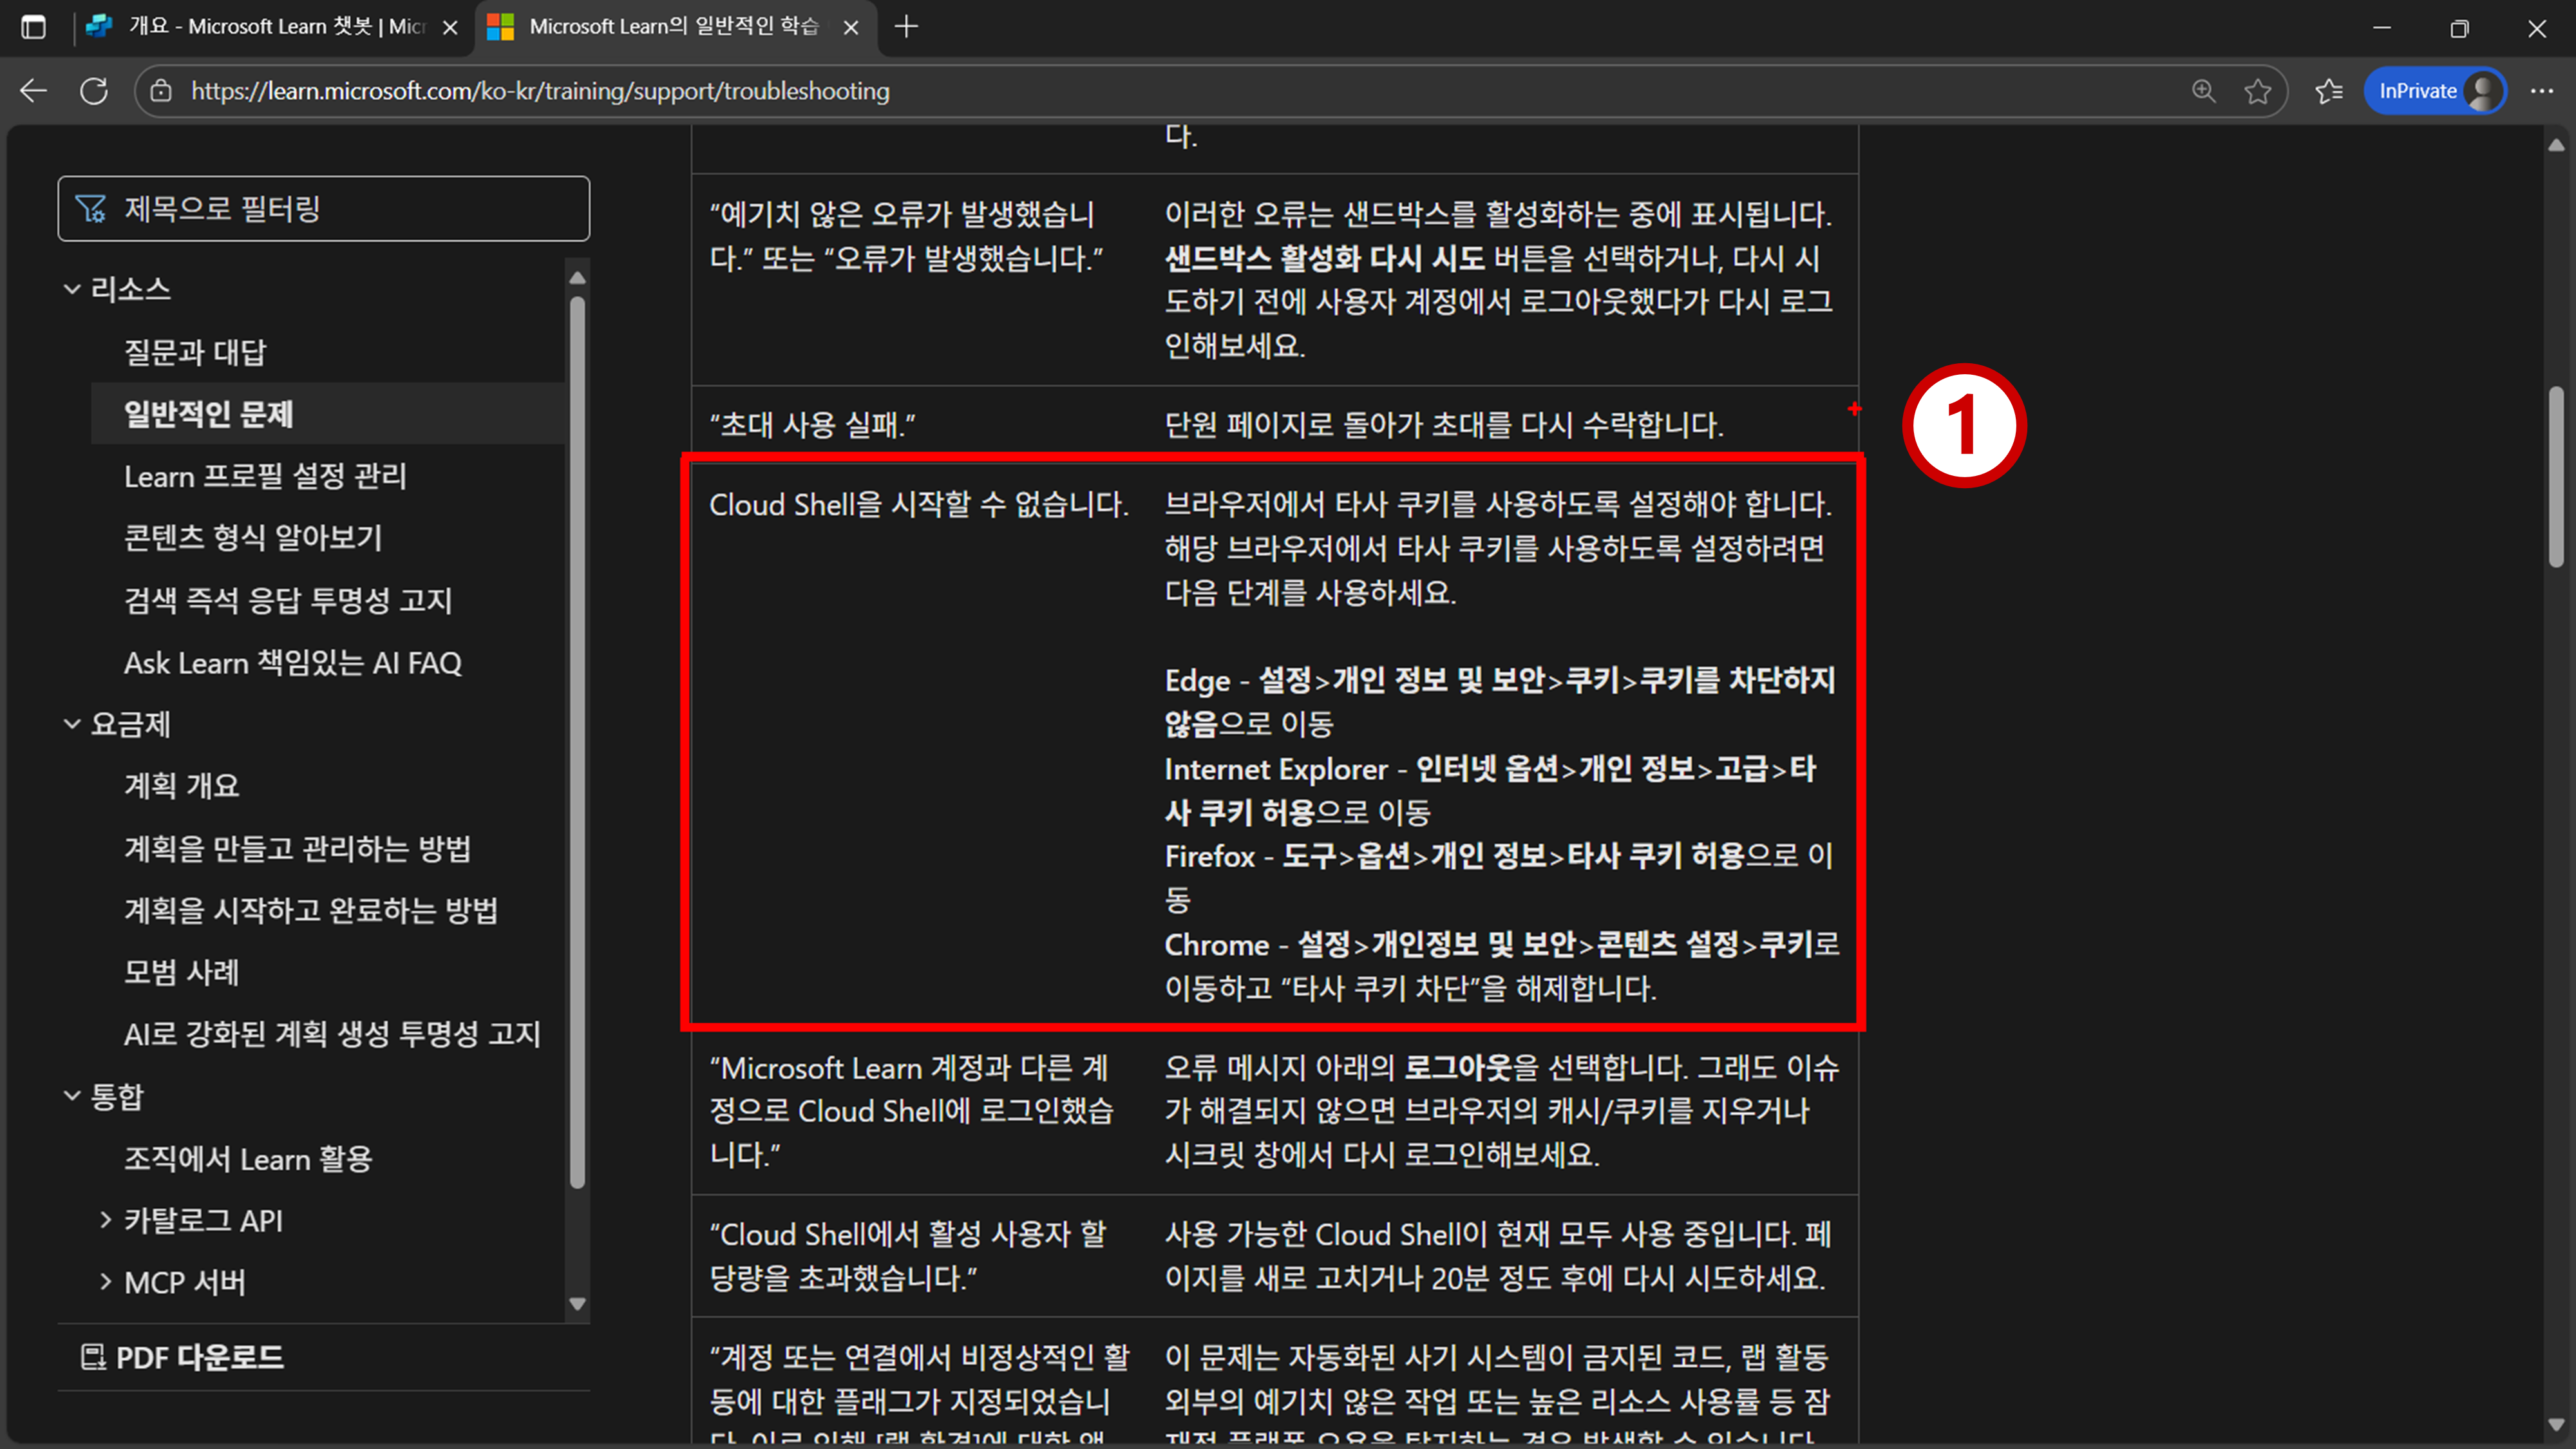 개요 - Microsoft Learn 챗봇 | Micr
Microsoft Learn의 일반적인 학습
https://learn.microsoft.com/ko-kr/training/support/troubleshooting
InPrivate
제목으로 필터링
리소스
질문과 대답
일반적인 문제
Learn 프로필 설정 관리
콘텐츠 형식 알아보기
검색 즉석 응답 투명성 고지
Ask Learn 책임있는 AI FAQ
요금제
계획 개요
계획을 만들고 관리하는 방법
계획을 시작하고 완료하는 방법
모범 사례
AI로 강화된 계획 생성 투명성 고지
통합
조직에서 Learn 활용
카탈로그 API
MCP 서버
PDF 다운로드
다.
“예기치 않은 오류가 발생했습니
다.” 또는 “오류가 발생했습니다.”
이러한 오류는 샌드박스를 활성화하는 중에 표시됩니다.
샌드박스 활성화 다시 시도 버튼을 선택하거나, 다시 시
도하기 전에 사용자 계정에서 로그아웃했다가 다시 로그
인해보세요.
“초대 사용 실패.”
단원 페이지로 돌아가 초대를 다시 수락합니다.
1
Cloud Shell을 시작할 수 없습니다.
브라우저에서 타사 쿠키를 사용하도록 설정해야 합니다.
해당 브라우저에서 타사 쿠키를 사용하도록 설정하려면
다음 단계를 사용하세요.
Edge - 설정>개인 정보 및 보안>쿠키>쿠키를 차단하지
않음으로 이동
Internet Explorer - 인터넷 옵션>개인 정보>고급>타
사 쿠키 허용으로 이동
Firefox - 도구>옵션>개인 정보>타사 쿠키 허용으로 이
동
Chrome - 설정>개인정보 및 보안>콘텐츠 설정>쿠키로
이동하고 “타사 쿠키 차단”을 해제합니다.
“Microsoft Learn 계정과 다른 계
정으로 Cloud Shell에 로그인했습
니다.”
오류 메시지 아래의 로그아웃을 선택합니다. 그래도 이슈
가 해결되지 않으면 브라우저의 캐시/쿠키를 지우거나
시크릿 창에서 다시 로그인해보세요.
“Cloud Shell에서 활성 사용자 할
당량을 초과했습니다.”
사용 가능한 Cloud Shell이 현재 모두 사용 중입니다. 페
이지를 새로 고치거나 20분 정도 후에 다시 시도하세요.
“계정 또는 연결에서 비정상적인 활
동에 대한 플래그가 지정되었습니
다. 이로 인해 [랩 환경]에 대한 액
이 문제는 자동화된 사기 시스템이 금지된 코드, 랩 활동
외부의 예기치 않은 작업 또는 높은 리소스 사용률 등 잠
재적 플랫폼 오용을 탐지하는 경우 발생할 수 있습니다.